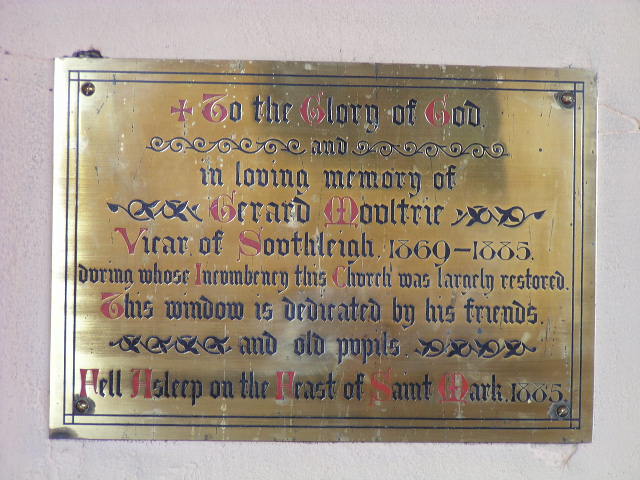 ✠ To the Glory of God,
and
in loving memory of
Gerard Moultrie
Vicar of Southleigh, 1869–1885.
during whose Incumbency this Church was largely restored.
This window is dedicated by his friends.
and old pupils.
Fell Asleep on the Feast of Saint Mark, 1885.